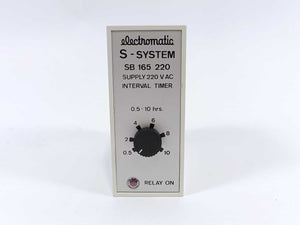 electromatic
S-SYSTEM
SB 165 220
SUPPLY 220 V AC
INTERVAL TIMER
0.5-10 hrs.
4 6
2 8
0.5 10
RELAY ON